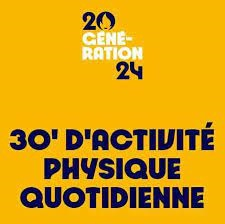 20
GÉNÉ-
RATION
24
30' D'ACTIVITÉ
PHYSIQUE
QUOTIDIENNE